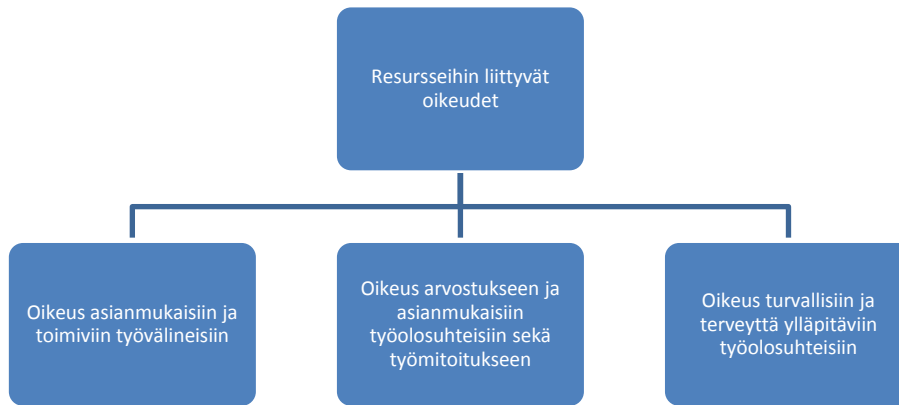 Resursseihin liittyvät
oikeudet
Oikeus asianmukaisiin ja
toimiviin työvälineisiin
Oikeus arvostukseen ja
asianmukaisiin
työolosuhteisiin sekä
työmitoitukseen
Oikeus turvallisiin ja
terveyttä ylläpitäviin
työolosuhteisiin